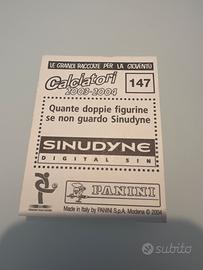 LE GRANDI RACCOLTE PER LA GIOVENTÙ
Calciatori
2003-2004
147
Quante doppie figurine
se non guardo Sinudyne
SINUDYNE
DIGITAL SIN
PANINI
Made in Italy by PANINI S.p.A. Modena © 2004
subito